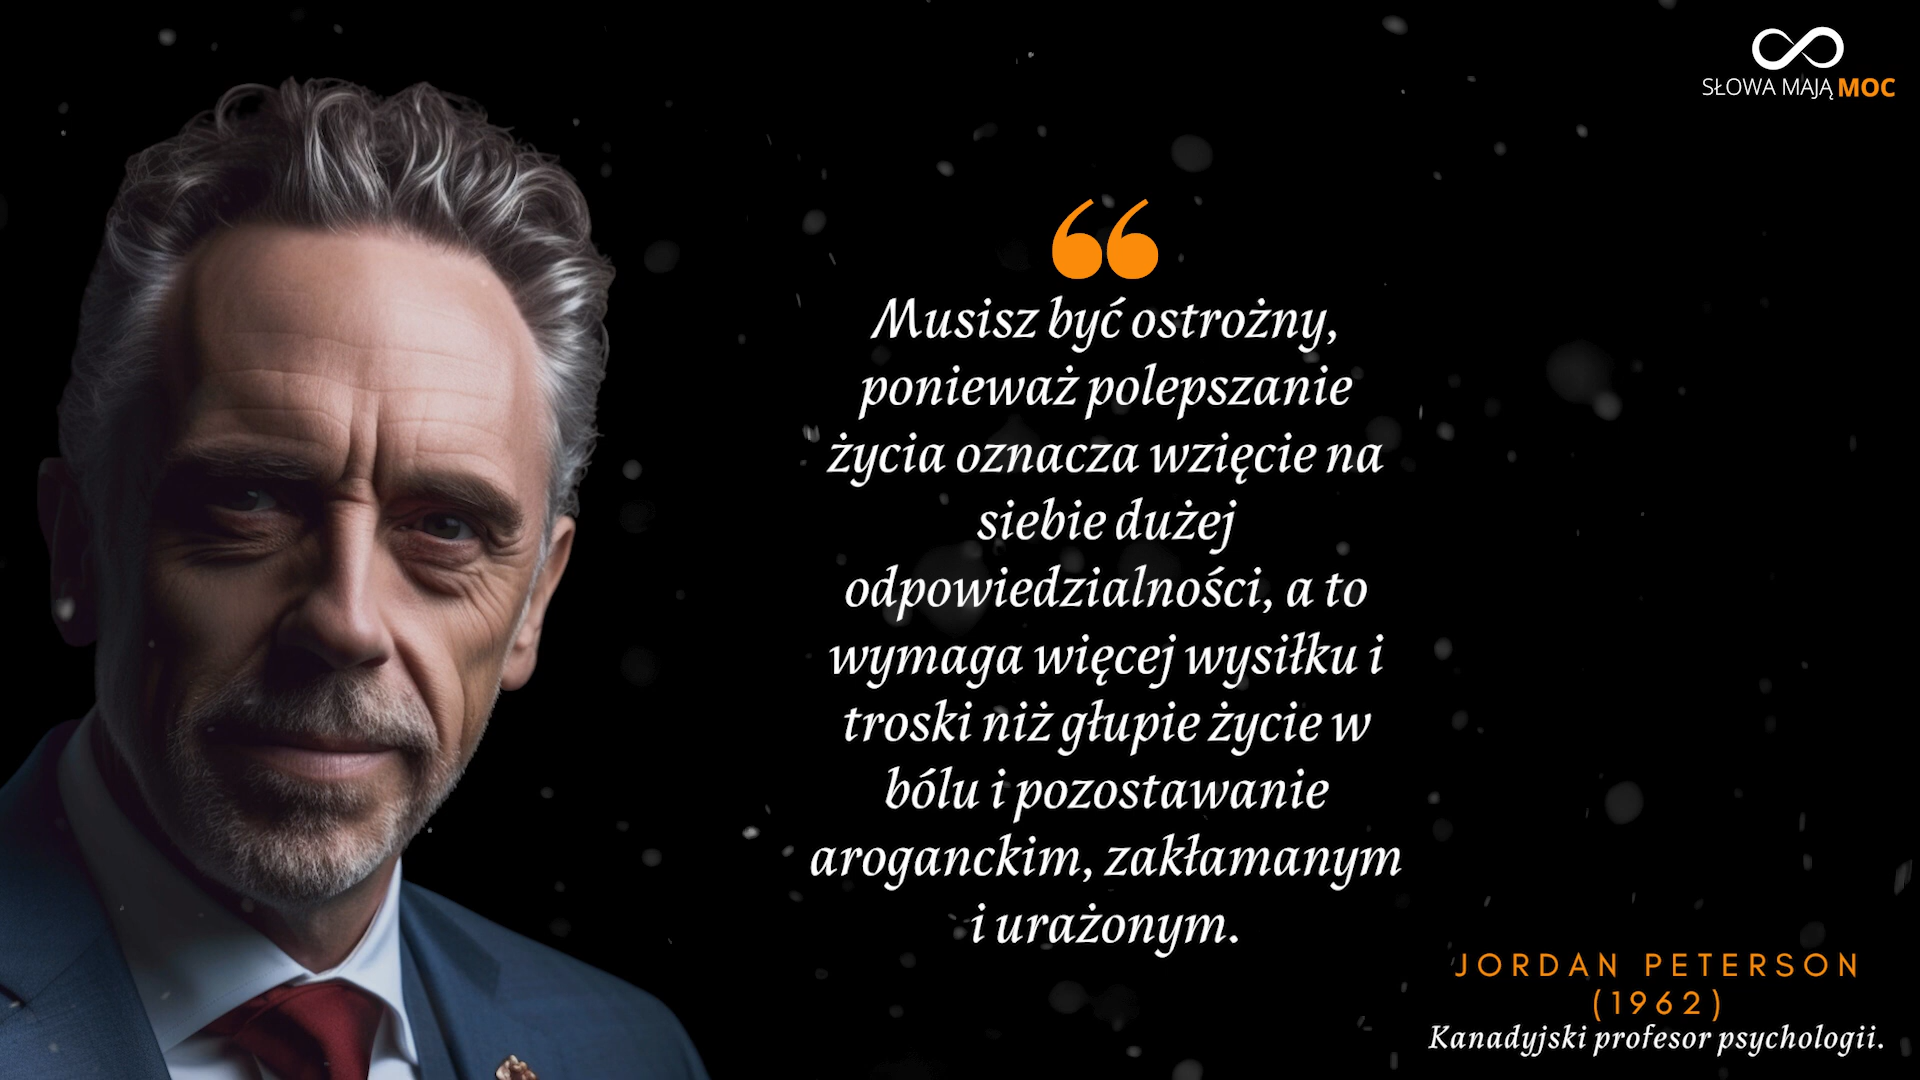 SŁOWA MAJĄ MOC
Musisz być ostrożny,
ponieważ polepszanie
życia oznacza wzięcie na
siebie dużej
odpowiedzialności, a to
wymaga więcej wysiłku i
troski niż głupie życie w
bólu i pozostawanie
aroganckim, zakłamanym
i urażonym.
JORDAN PETERSON
(1962)
Kanadyjski profesor psychologii.